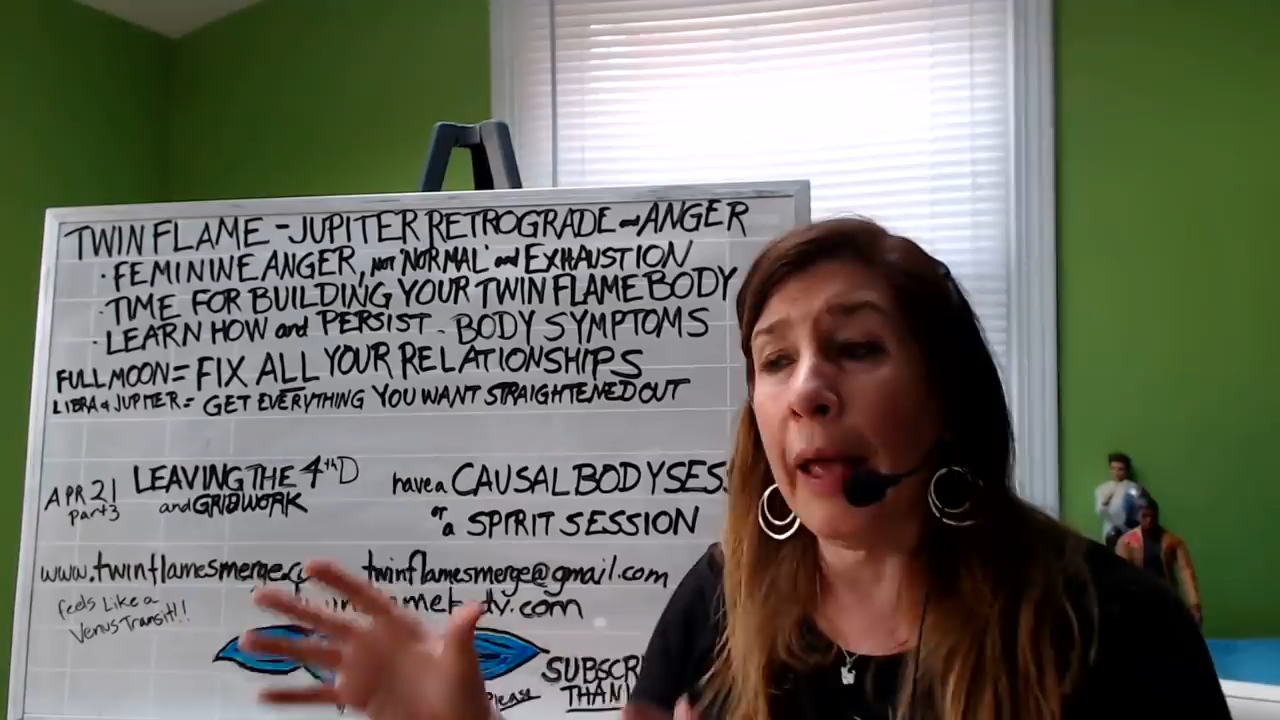 TWIN FLAME - JUPITER RETROGRADE and ANGER
• FEMININE ANGER, NOT 'NORMAL' and EXHAUSTION
• TIME FOR BUILDING YOUR TWIN FLAME BODY
• LEARN HOW and PERSIST - BODY SYMPTOMS
FULL MOON = FIX ALL YOUR RELATIONSHIPS
LIBRA & JUPITER = GET EVERYTHING YOU WANT STRAIGHTENED OUT
APR 21
part 3
LEAVING THE 4th D
and GRIDWORK
have a CAUSAL BODY SES
or a SPIRIT SESSION
www.twinflamesmerge.c
twinflamesmerge@gmail.com
.com
feels Like a
Venus Transit!!
Please
SUBSCR
THAN